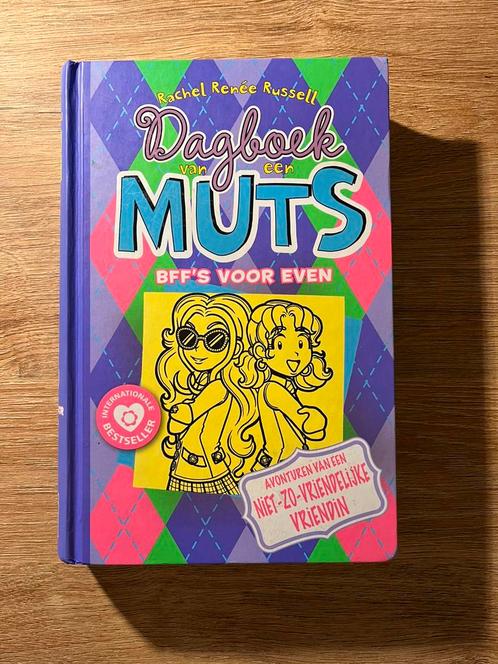 Rachel Renée Russell
Dagboek
van een
MUTS
BFF'S VOOR EVEN
INTERNATIONALE
BESTSELLER
AVONTUREN VAN EEN
NIET-ZO-VRIENDELIJKE
VRIENDIN